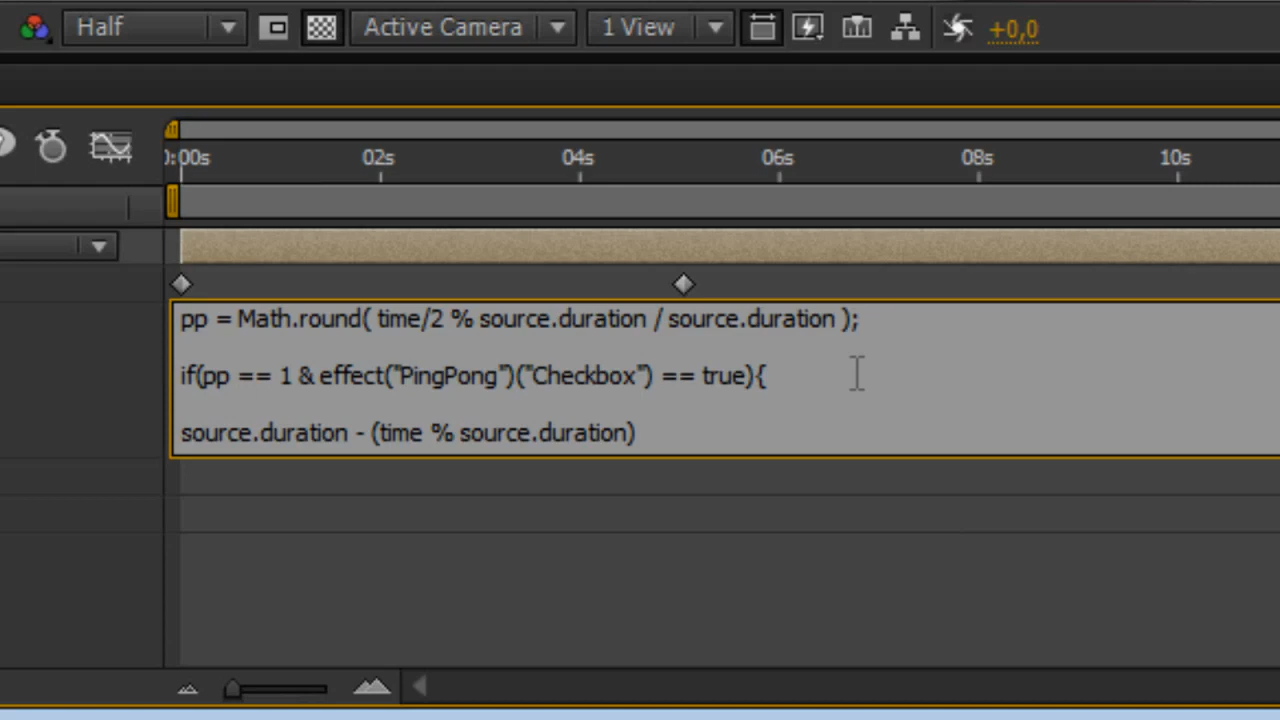 Half
Active Camera
1 View
+0,0
0:00s 02s 04s 06s 08s 10s
pp = Math.round( time/2 % source.duration / source.duration );
if(pp == 1 & effect("PingPong")("Checkbox") == true){
source.duration - (time % source.duration)